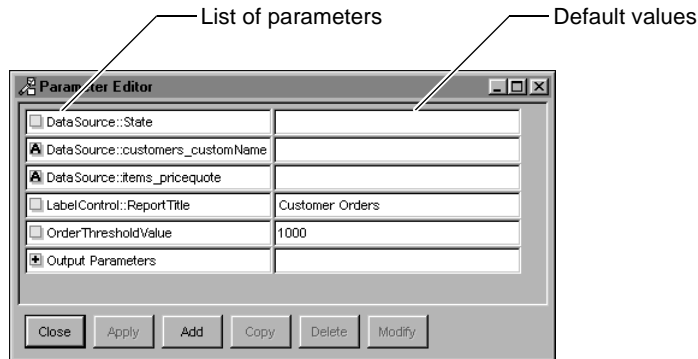 List of parameters
Default values
Parameter Editor
DataSource::State
A DataSource::customers_customName
A DataSource::items_pricequote
LabelControl::ReportTitle
Customer Orders
OrderThresholdValue
1000
Output Parameters
Close
Apply
Add
Copy
Delete
Modify